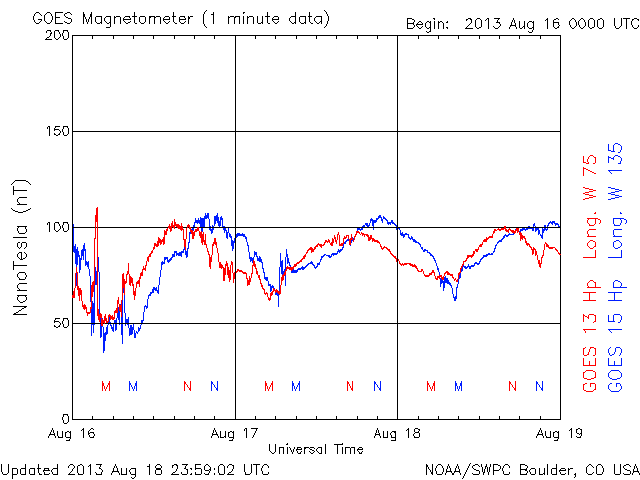 GOES Magnetometer (1 minute data)
Begin: 2013 Aug 16 0000 UTC
200
150
100
50
0
NanoTesla (nT)
M M N N M M N N M M N N
Aug 16 Aug 17 Aug 18 Aug 19
Universal Time
GOES 13 Hp Long. W 75
GOES 15 Hp Long. W 135
Updated 2013 Aug 18 23:59:02 UTC
NOAA/SWPC Boulder, CO USA